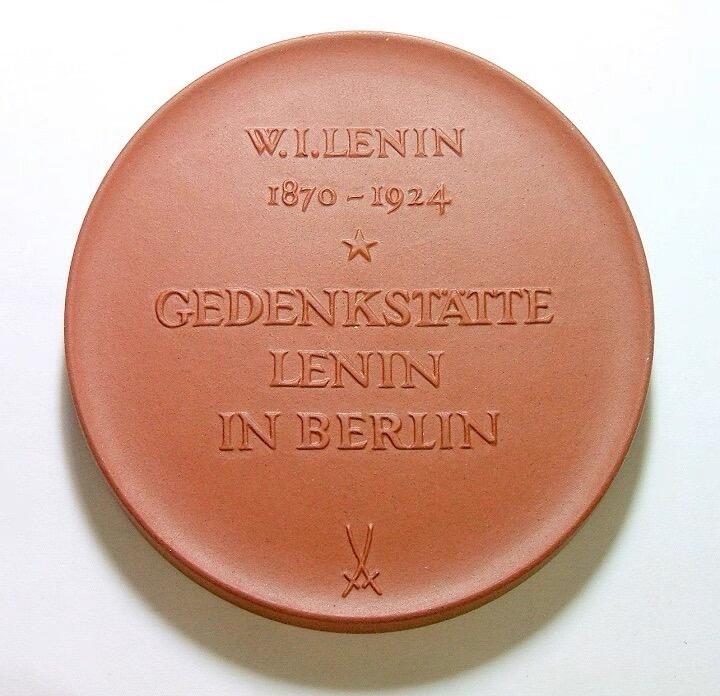 W.I.LENIN
1870-1924
GEDENKSTÄTTE
LENIN
IN BERLIN